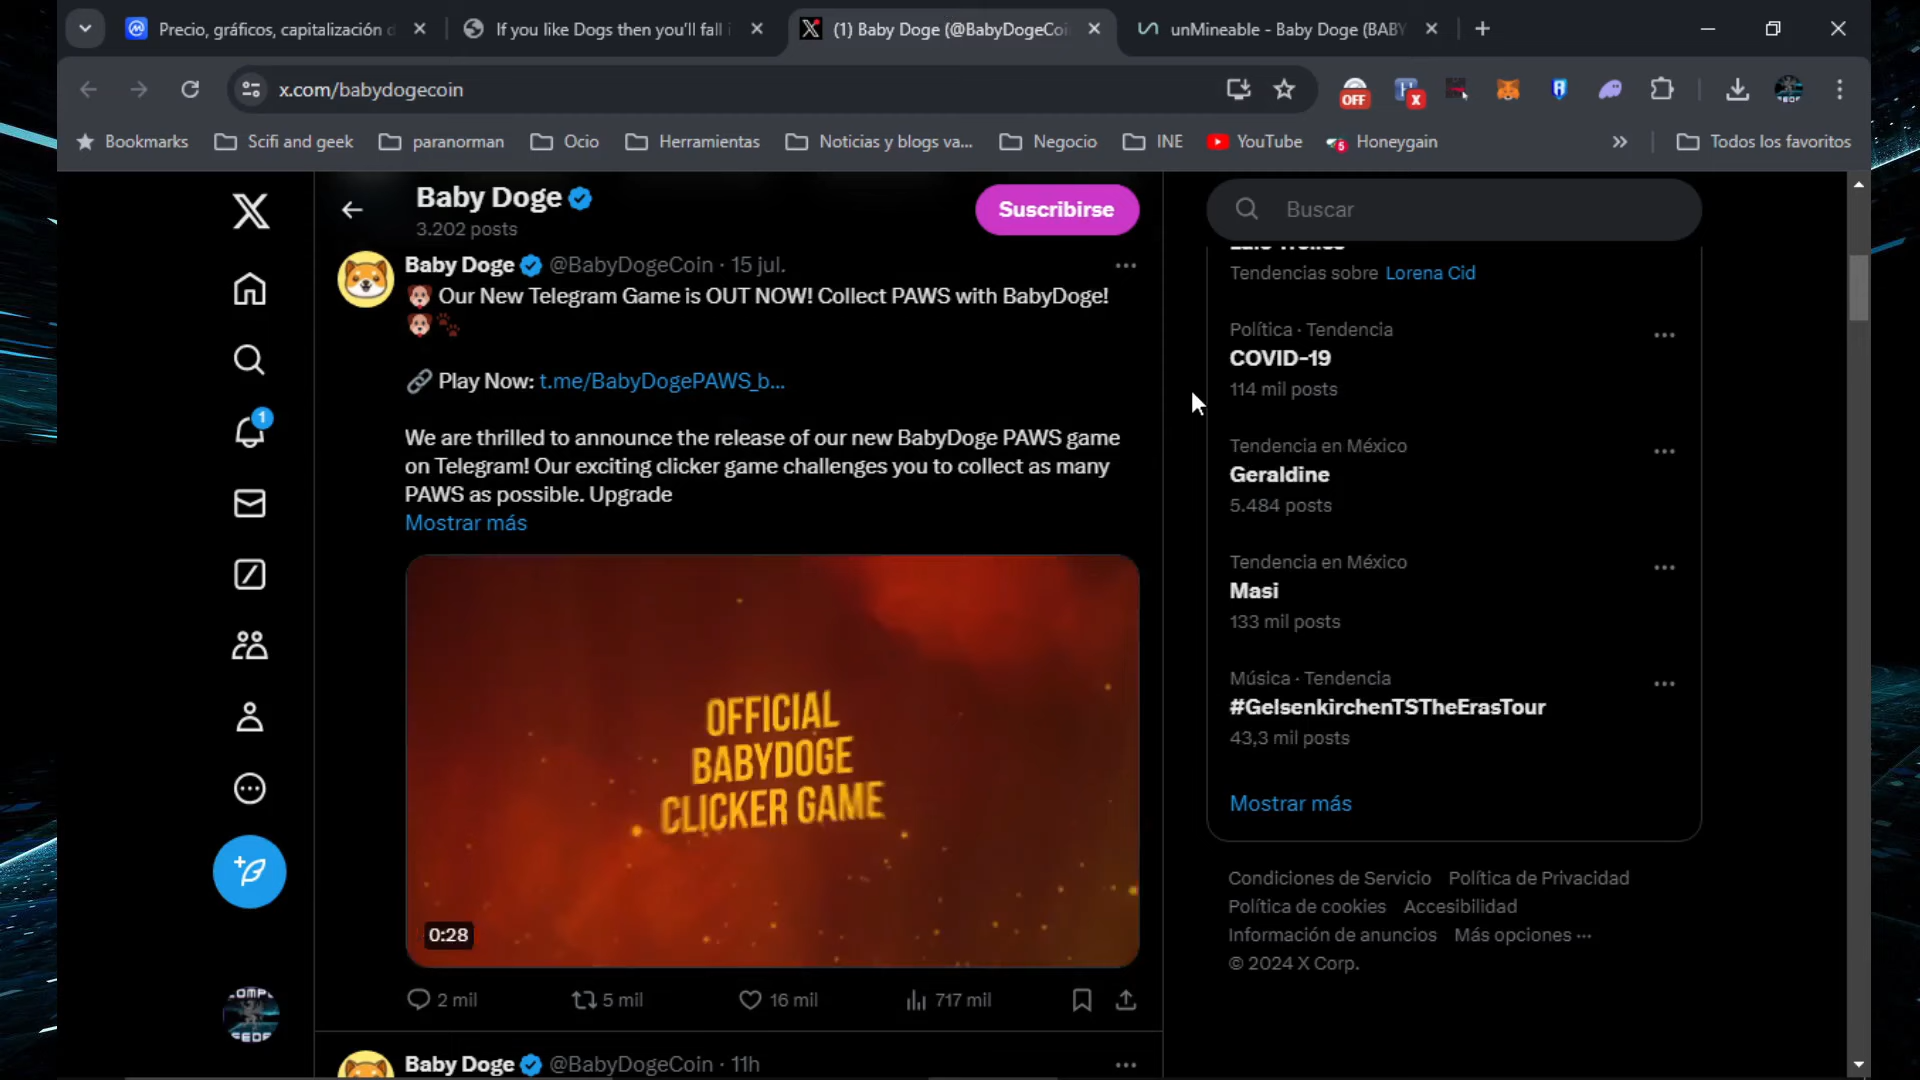 Precio, gráficos, capitalización d
If you like Dogs then you'll fall i
(1) Baby Doge (@BabyDogeCoi
unMineable - Baby Doge (BABY
x.com/babydogecoin
OFF
X
Bookmarks
Scifi and geek
paranorman
Ocio
Herramientas
Noticias y blogs va...
Negocio
INE
YouTube
5
Honeygain
Todos los favoritos
Baby Doge
3.202 posts
Suscribirse
Buscar
Baby Doge @BabyDogeCoin · 15 jul.
Our New Telegram Game is OUT NOW! Collect PAWS with BabyDoge!
Play Now: t.me/BabyDogePAWS_b...
We are thrilled to announce the release of our new BabyDoge PAWS game
on Telegram! Our exciting clicker game challenges you to collect as many
PAWS as possible. Upgrade
Mostrar más
OFFICIAL
BABYDOGE
CLICKER GAME
0:28
2 mil
5 mil
16 mil
717 mil
Baby Doge @BabyDogeCoin · 11h
1
Tendencias sobre Lorena Cid
Política · Tendencia
COVID-19
114 mil posts
Tendencia en México
Geraldine
5.484 posts
Tendencia en México
Masi
133 mil posts
Música · Tendencia
#GelsenkirchenTSTheErasTour
43,3 mil posts
Mostrar más
Condiciones de Servicio Política de Privacidad
Política de cookies Accesibilidad
Información de anuncios Más opciones ···
© 2024 X Corp.